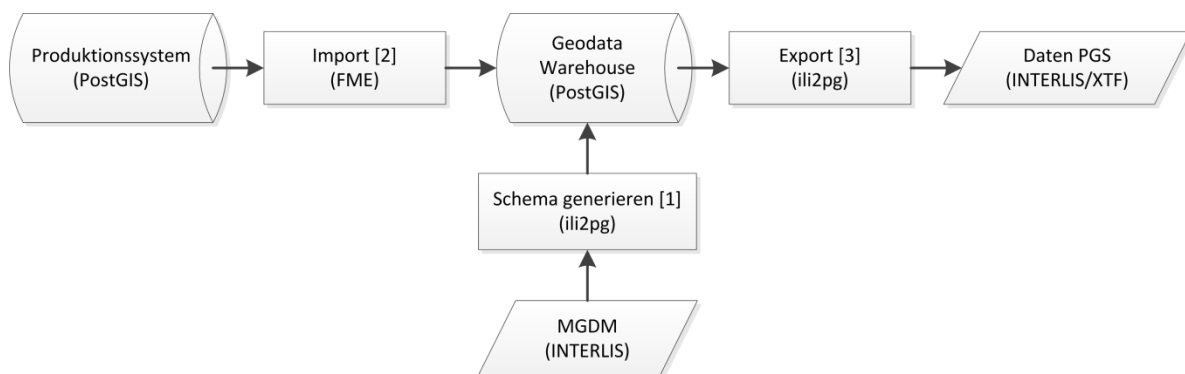 Produktionssystem
(PostGIS)
Import [2]
(FME)
Geodata
Warehouse
(PostGIS)
Export [3]
(ili2pg)
Daten PGS
(INTERLIS/XTF)
Schema generieren [1]
(ili2pg)
MGDM
(INTERLIS)